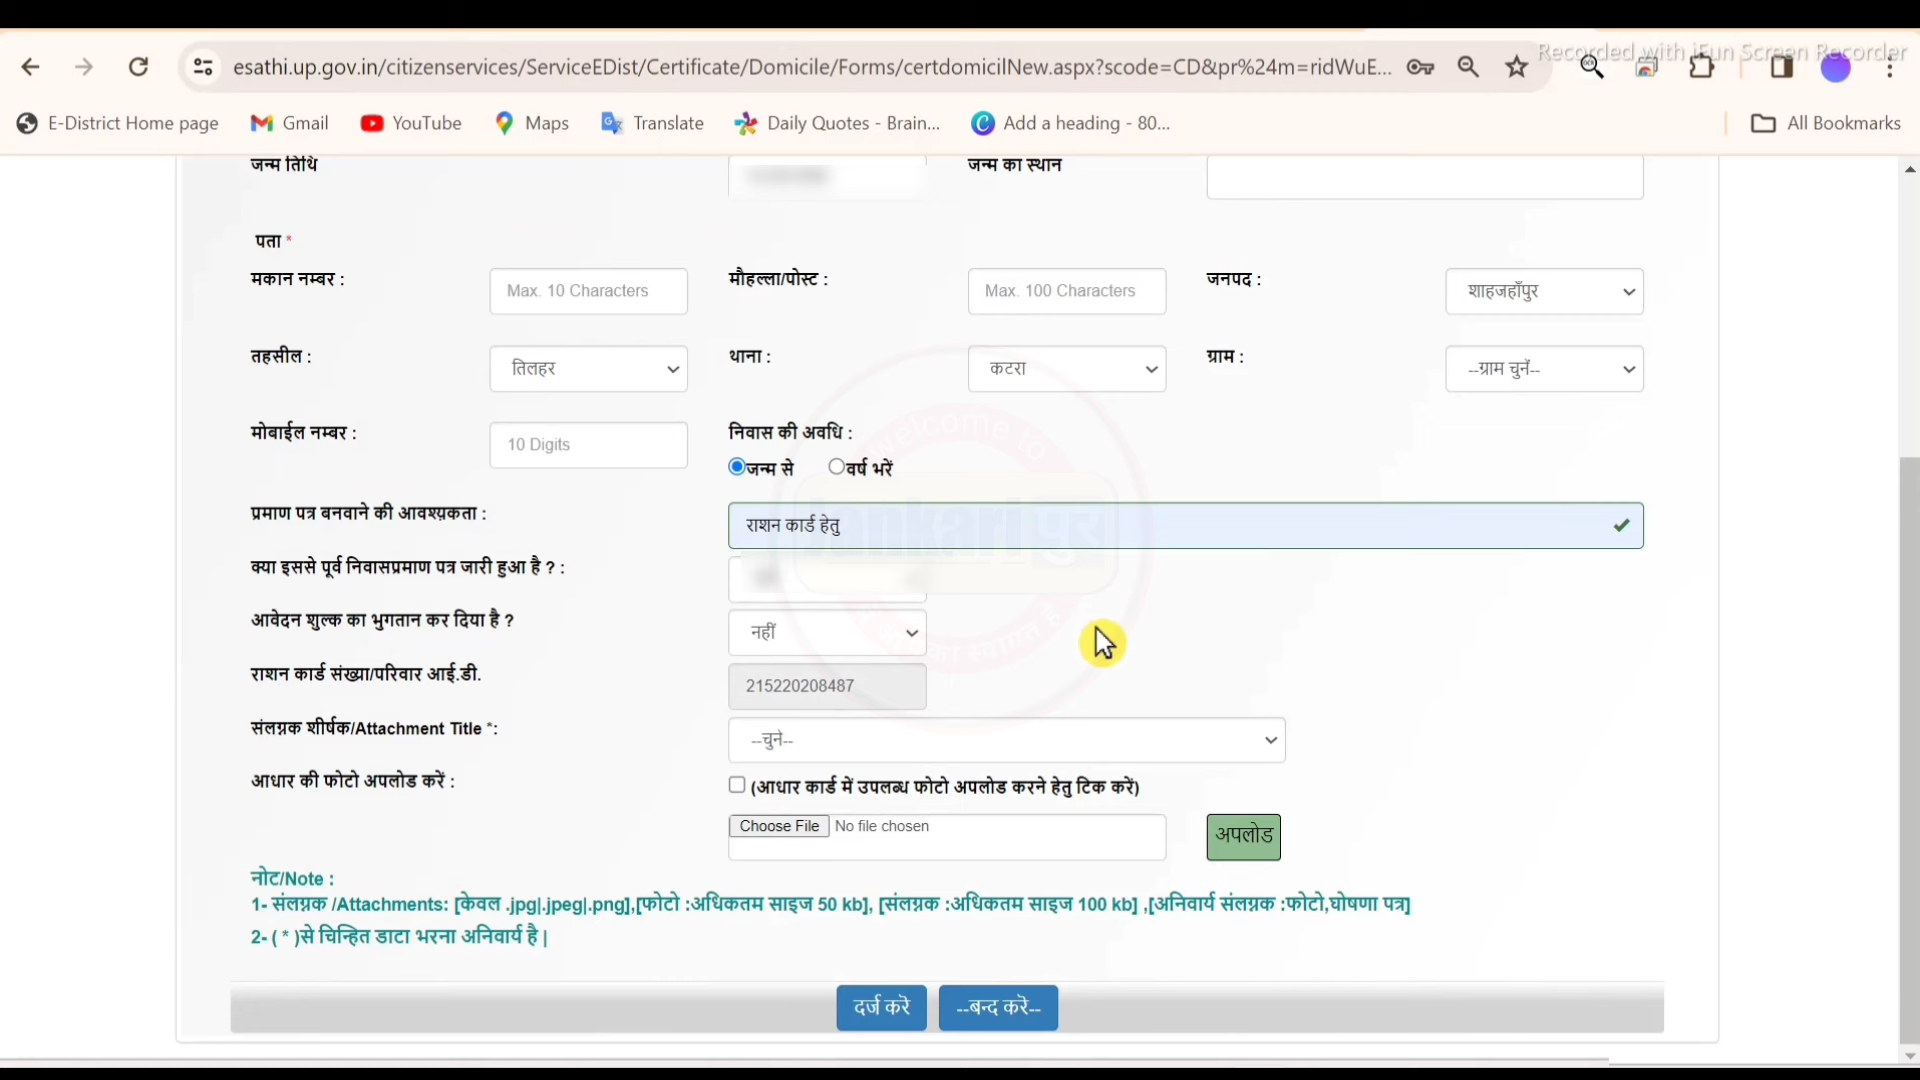 Recorded with iFun Screen Recorder
esathi.up.gov.in/citizenservices/ServiceEDist/Certificate/Domicile/Forms/certdomicilNew.aspx?scode=CD&pr%24m=ridWuE...
E-District Home page Gmail YouTube Maps Translate Daily Quotes - Brain... Add a heading - 80... All Bookmarks
जन्म तिथि जन्म का स्थान
पता *
मकान नम्बर : Max. 10 Characters मौहल्ला/पोस्ट : Max. 100 Characters जनपद : शाहजहाँपुर
तहसील : तिलहर थाना : कटरा ग्राम : --ग्राम चुनें--
मोबाईल नम्बर : 10 Digits निवास की अवधि :
जन्म से वर्ष भरें
प्रमाण पत्र बनवाने की आवश्यकता : राशन कार्ड हेतु
क्या इससे पूर्व निवासप्रमाण पत्र जारी हुआ है ? :
आवेदन शुल्क का भुगतान कर दिया है ? नहीं
राशन कार्ड संख्या/परिवार आई.डी. 215220208487
संलग्नक शीर्षक/Attachment Title *: --चुने--
आधार की फोटो अपलोड करें : (आधार कार्ड में उपलब्ध फोटो अपलोड करने हेतु टिक करें)
Choose File No file chosen अपलोड
नोट/Note :
1- संलग्नक /Attachments: [केवल .jpg|.jpeg|.png],[फोटो :अधिकतम साइज 50 kb], [संलग्नक :अधिकतम साइज 100 kb] ,[अनिवार्य संलग्नक :फोटो,घोषणा पत्र]
2- ( * )से चिन्हित डाटा भरना अनिवार्य है |
दर्ज करे --बन्द करे--
welcome to
Jankari पुर